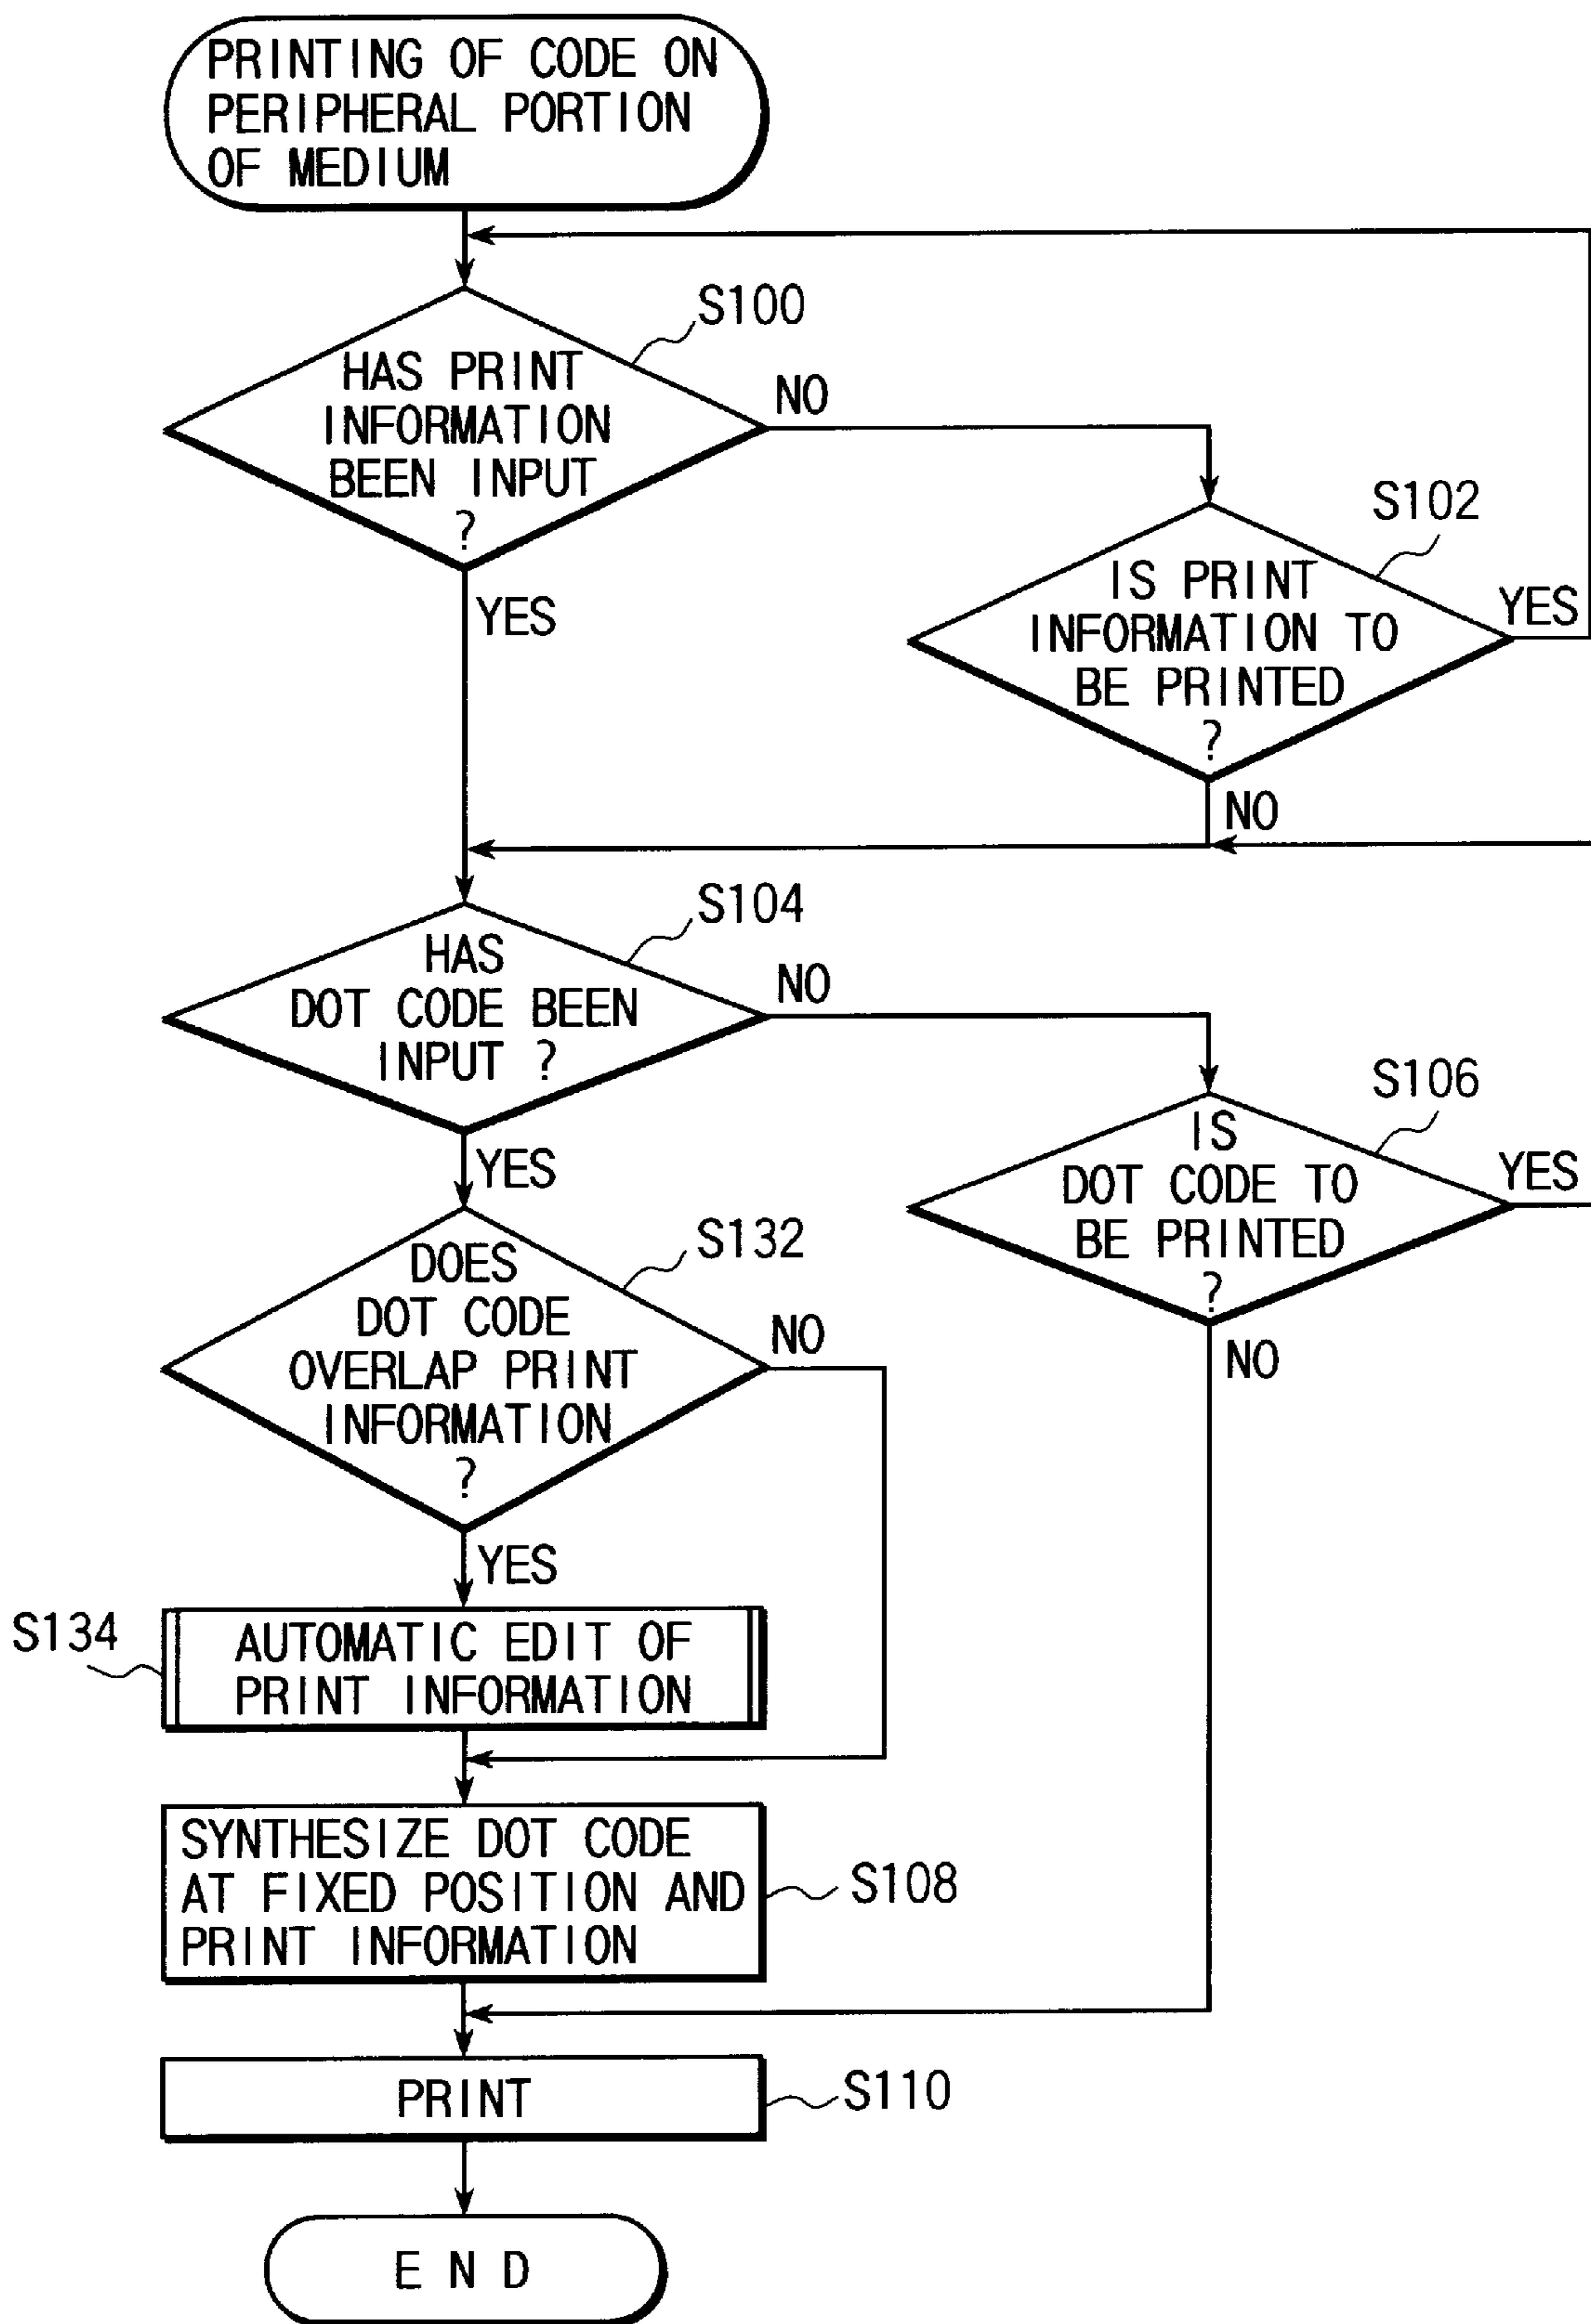 PRINTING OF CODE ON
PERIPHERAL PORTION
OF MEDIUM
S100
HAS PRINT
INFORMATION
BEEN INPUT
?
NO
YES
S102
IS PRINT
INFORMATION TO
BE PRINTED
?
YES
NO
S104
HAS
DOT CODE BEEN
INPUT ?
NO
YES
S106
IS
DOT CODE TO
BE PRINTED
?
YES
NO
S132
DOES
DOT CODE
OVERLAP PRINT
INFORMATION
?
NO
YES
S134
AUTOMATIC EDIT OF
PRINT INFORMATION
SYNTHESIZE DOT CODE
AT FIXED POSITION AND
PRINT INFORMATION
S108
PRINT
S110
END